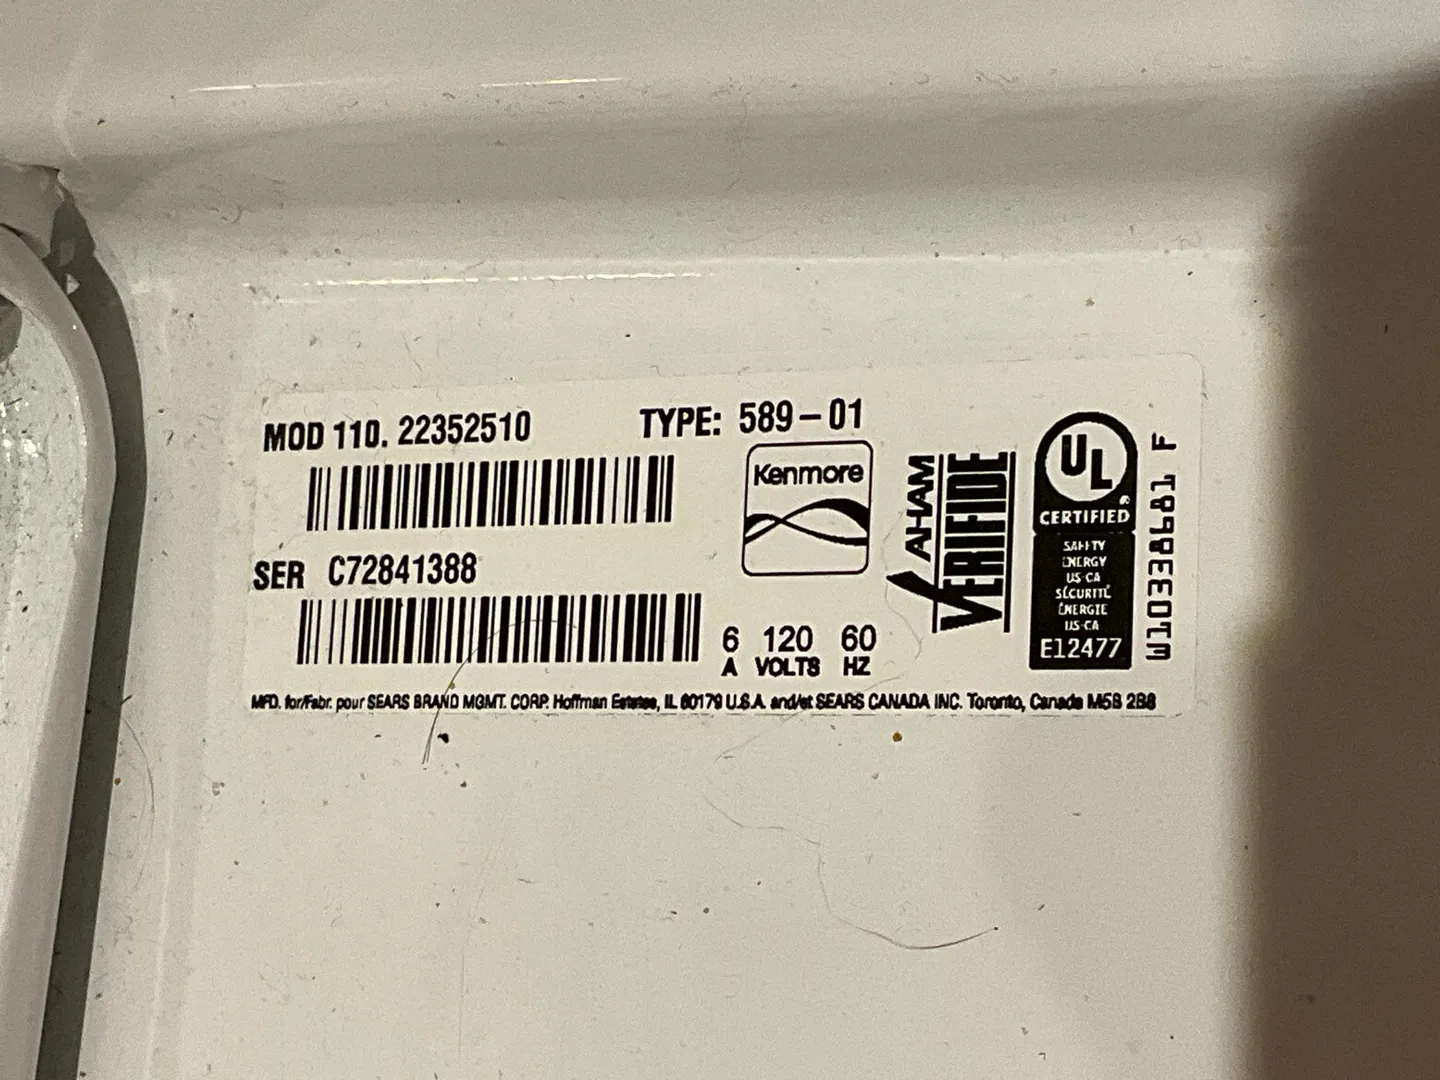 MOD 110. 22352510 TYPE: 589-01
Kenmore
SER C72841388
6 120 60
A VOLTS HZ
AHAM
VERIFIDE
UL
®
CERTIFIED
SAFETY
ENERGY
US-CA
SÉCURITÉ
ÉNERGIE
US-CA
E12477
W10338981 F
MFD. for/Fabr. pour SEARS BRAND MGMT. CORP. Hoffman Estates, IL 60179 U.S.A. and/et SEARS CANADA INC. Toronto, Canada M5B 2B8